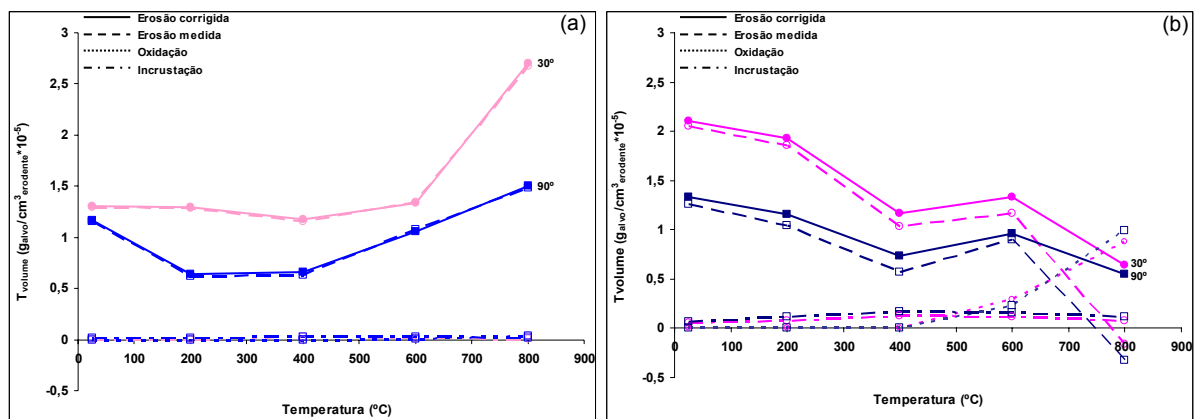 (a)
Erosão corrigida
Erosão medida
Oxidação
Incrustação
3
2,5
2
1,5
1
0,5
0
-0,5
30º
90º
0 100 200 300 400 500 600 700 800 900
Temperatura (ºC)
Tvolume (galvo/cm³erodente*10⁻⁵)
(b)
Erosão corrigida
Erosão medida
Oxidação
Incrustação
3
2,5
2
1,5
1
0,5
0
-0,5
30º
90º
0 100 200 300 400 500 600 700 800 900
Temperatura (ºC)
Tvolume (galvo/cm³erodente*10⁻⁵)